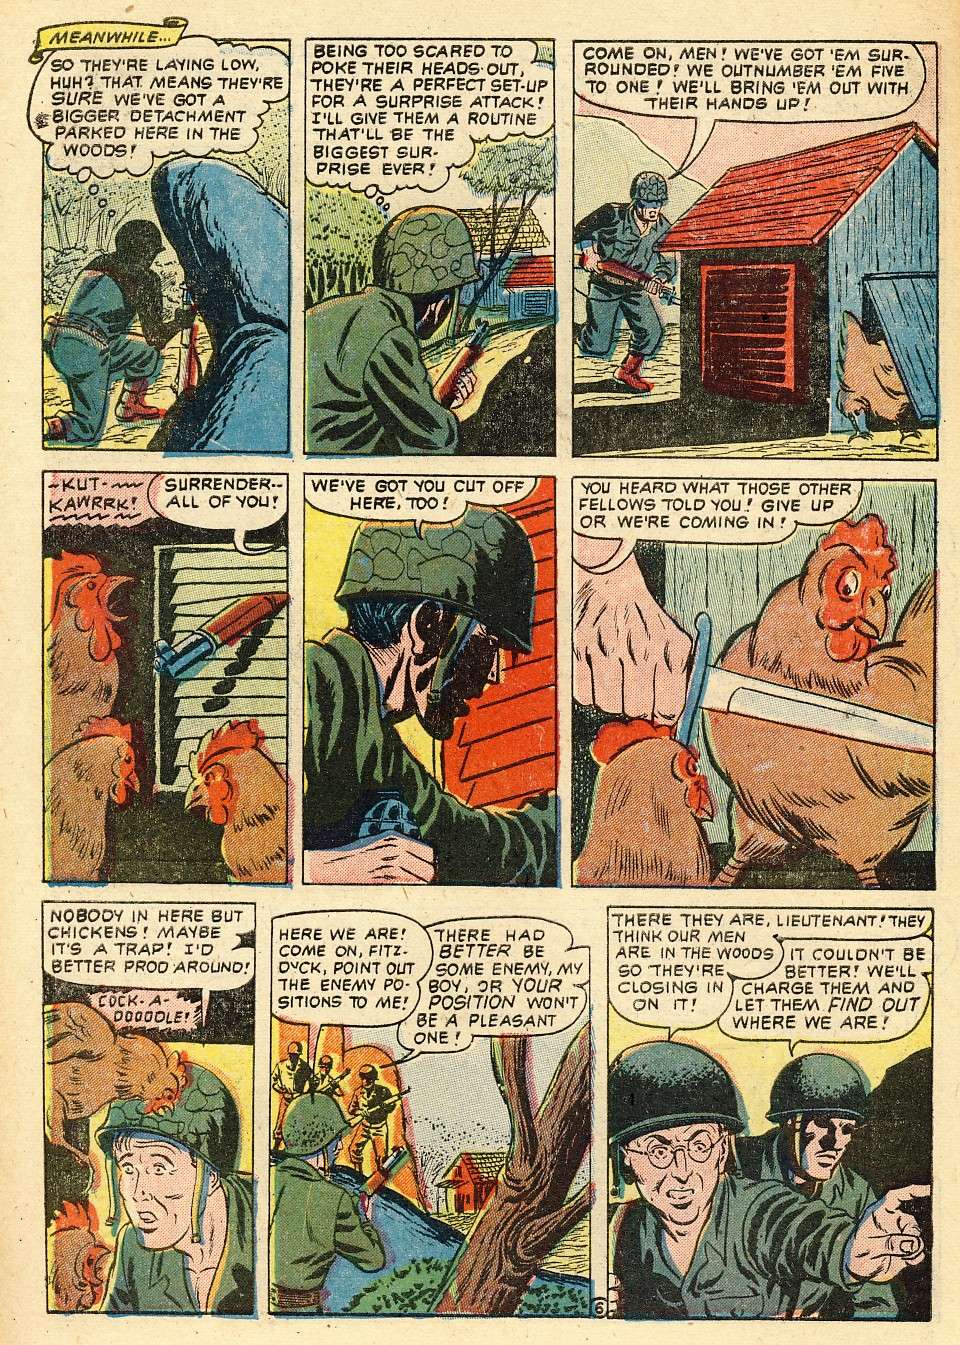 MEANWHILE...
SO THEY'RE LAYING LOW,
HUH? THAT MEANS THEY'RE
SURE WE'VE GOT A
BIGGER DETACHMENT
PARKED HERE IN THE
WOODS!
BEING TOO SCARED TO
POKE THEIR HEADS OUT,
THEY'RE A PERFECT SET-UP
FOR A SURPRISE ATTACK!
I'LL GIVE THEM A ROUTINE
THAT'LL BE THE
BIGGEST SUR-
PRISE EVER!
COME ON, MEN! WE'VE GOT 'EM SUR-
ROUNDED! WE OUTNUMBER 'EM FIVE
TO ONE! WE'LL BRING 'EM OUT WITH
THEIR HANDS UP!
-KUT-
KAWRRK!
SURRENDER--
ALL OF YOU!
WE'VE GOT YOU CUT OFF
HERE, TOO!
YOU HEARD WHAT THOSE OTHER
FELLOWS TOLD YOU! GIVE UP
OR WE'RE COMING IN!
NOBODY IN HERE BUT
CHICKENS! MAYBE
IT'S A TRAP! I'D
BETTER PROD AROUND!
COCK-A-
DOOODLE!
HERE WE ARE!
COME ON, FITZ-
DYCK, POINT OUT
THE ENEMY PO-
SITIONS TO ME!
THERE HAD
BETTER BE
SOME ENEMY, MY
BOY, OR YOUR
POSITION WON'T
BE A PLEASANT
ONE!
THERE THEY ARE, LIEUTENANT! THEY
THINK OUR MEN
ARE IN THE WOODS
SO THEY'RE
CLOSING IN
ON IT!
IT COULDN'T BE
BETTER! WE'LL
CHARGE THEM AND
LET THEM FIND OUT
WHERE WE ARE!
6